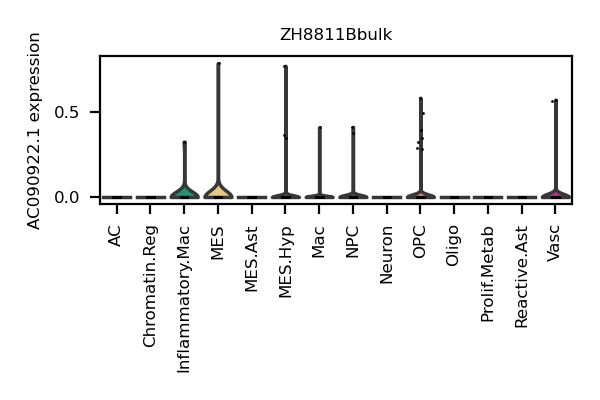 ZH8811Bbulk
AC090922.1 expression
0.5
0.0
AC
Chromatin.Reg
Inflammatory.Mac
MES
MES.Ast
MES.Hyp
Mac
NPC
Neuron
OPC
Oligo
Prolif.Metab
Reactive.Ast
Vasc